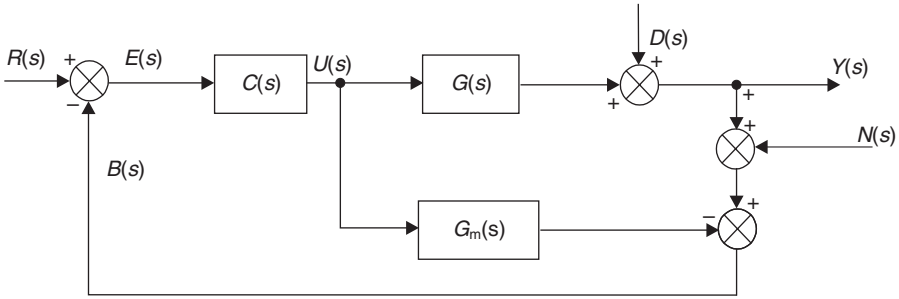 D(s)
R(s) + E(s) C(s) U(s) G(s) + + Y(s)
− +
+ N(s)
B(s)
− +
Gm(s)